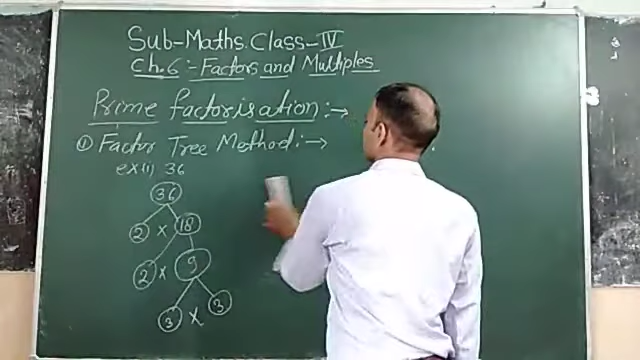 Sub-Maths. Class-IV
Ch.6:-Factors and Multiples
Prime factorisation:→
① Factor Tree Method:→
ex(i) 36
36
2 × 18
2 × 9
3 × 3